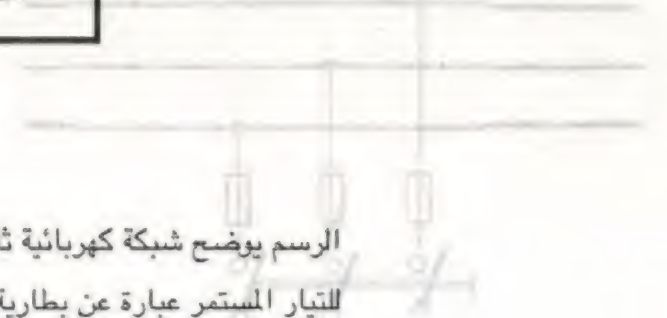 الرسم يوضح شبكة كهربائية
للتيار المستمر عبارة عن بطارية